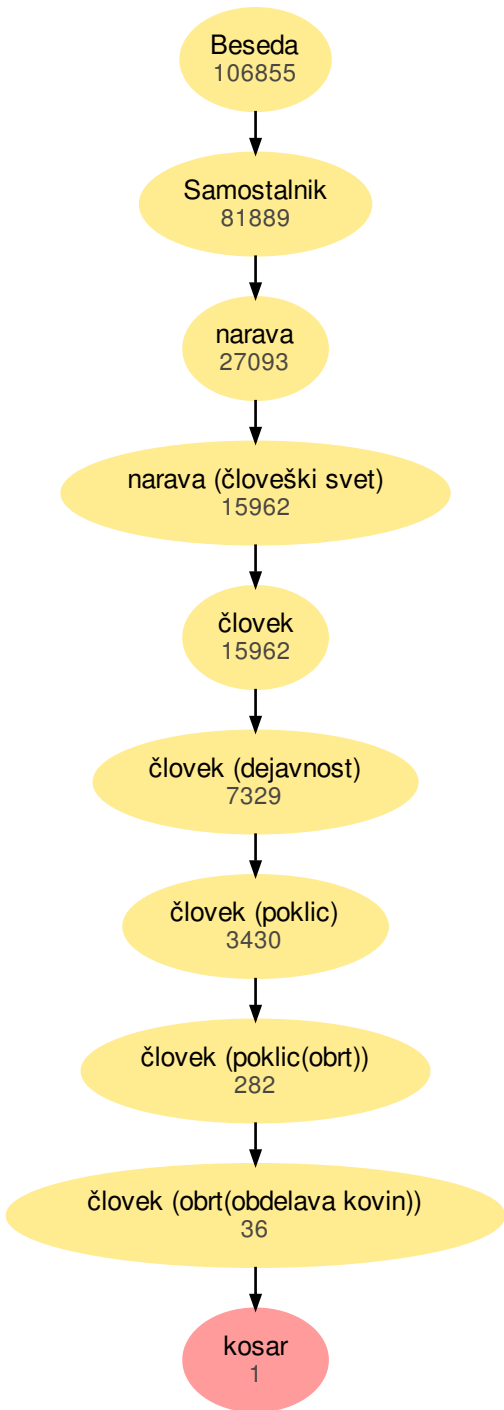 Beseda
106855
Samostalnik
81889
narava
27093
narava (človeški svet)
15962
človek
15962
človek (dejavnost)
7329
človek (poklic)
3430
človek (poklic(obrt))
282
človek (obrt(obdelava kovin))
36
kosar
1